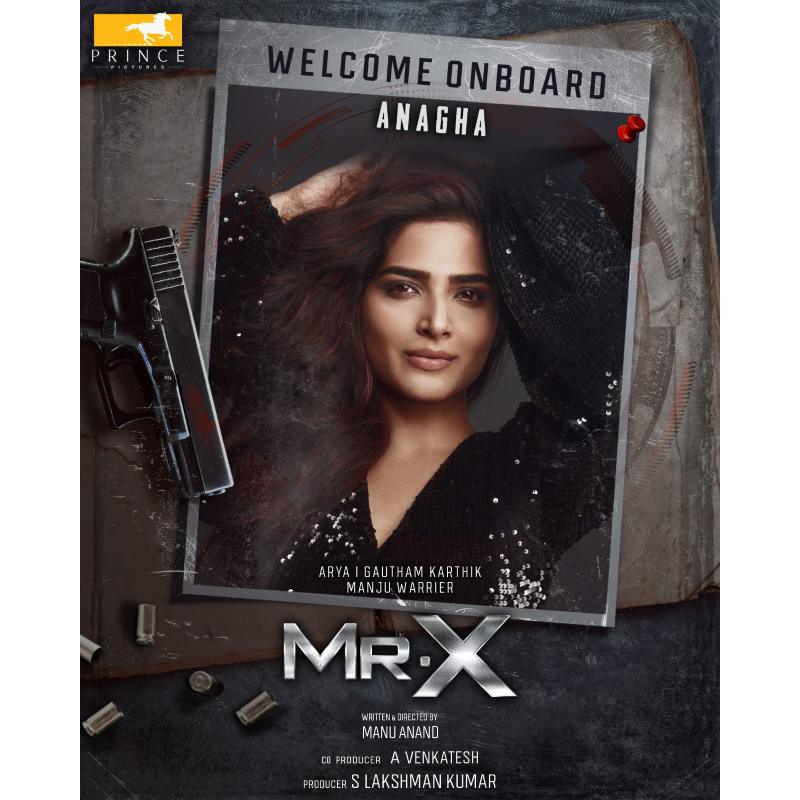 PRINCE
PICTURES
WELCOME ONBOARD
ANAGHA
ARYA I GAUTHAM KARTHIK
MANJU WARRIER
MR.X
WRITTEN & DIRECTED BY
MANU ANAND
CO PRODUCER A VENKATESH
PRODUCER S LAKSHMAN KUMAR